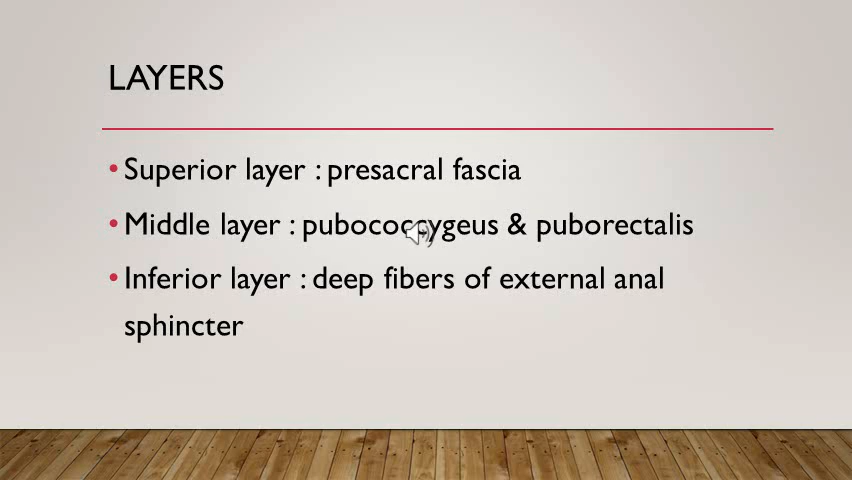 LAYERS
• Superior layer : presacral fascia
• Middle layer : pubococcygeus & puborectalis
• Inferior layer : deep fibers of external anal
sphincter